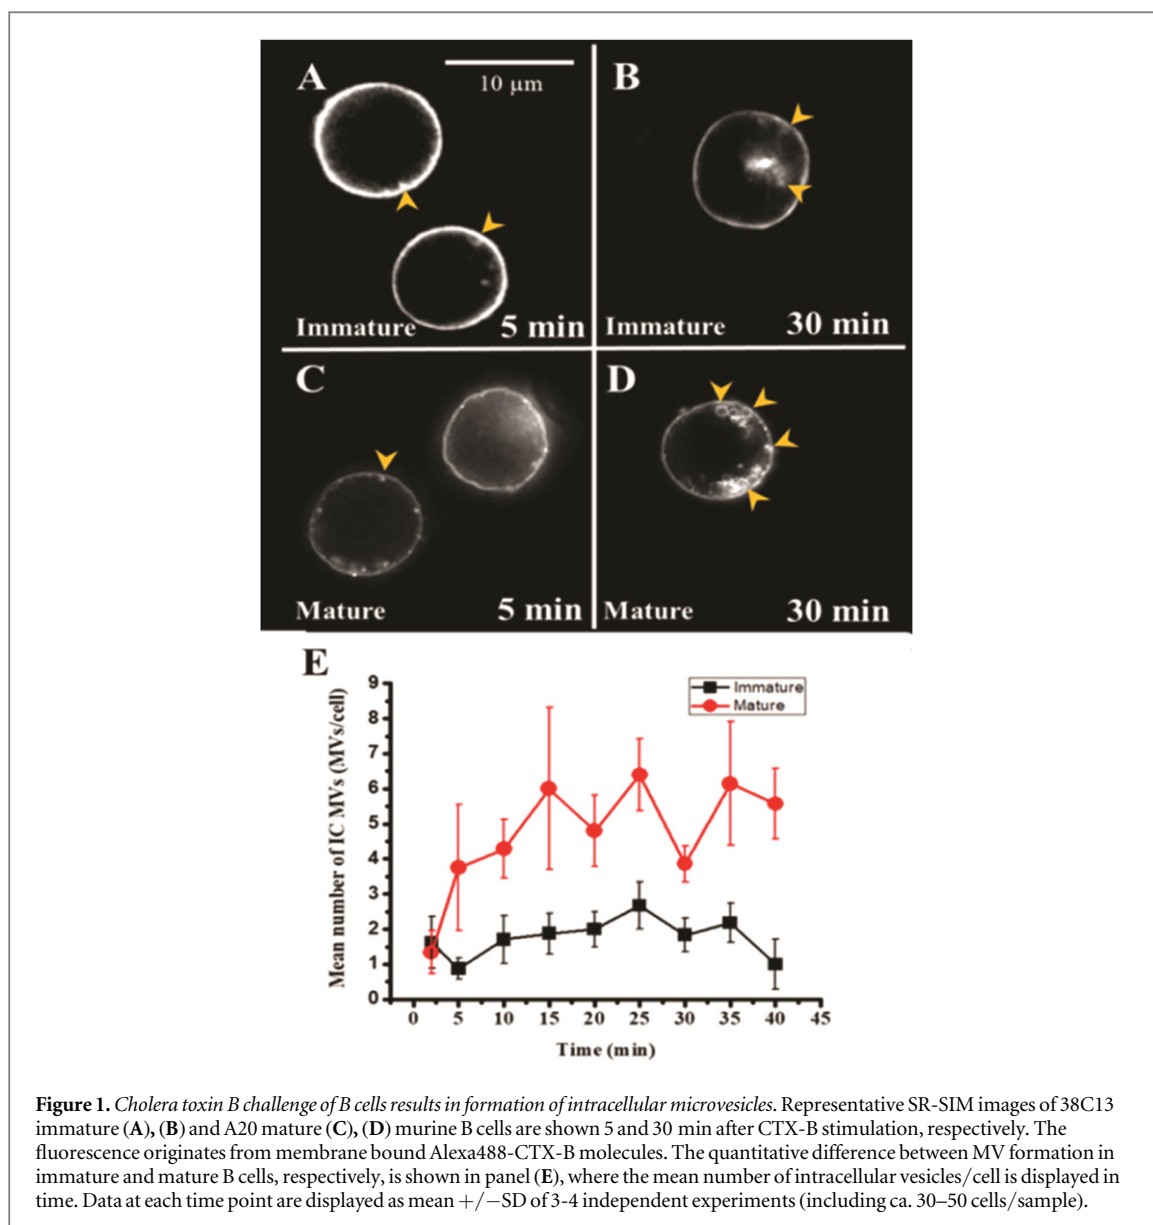 A
10 µm
B
Immature
5 min
Immature
30 min
C
D
Mature
5 min
Mature
30 min
E
Mean number of IC MVs (MVs/cell)
9
8
7
6
5
4
3
2
1
0
Immature
Mature
0 5 10 15 20 25 30 35 40 45
Time (min)
Figure 1. Cholera toxin B challenge of B cells results in formation of intracellular microvesicles. Representative SR-SIM images of 38C13
immature (A), (B) and A20 mature (C), (D) murine B cells are shown 5 and 30 min after CTX-B stimulation, respectively. The
fluorescence originates from membrane bound Alexa488-CTX-B molecules. The quantitative difference between MV formation in
immature and mature B cells, respectively, is shown in panel (E), where the mean number of intracellular vesicles/cell is displayed in
time. Data at each time point are displayed as mean +/−SD of 3-4 independent experiments (including ca. 30–50 cells/sample).